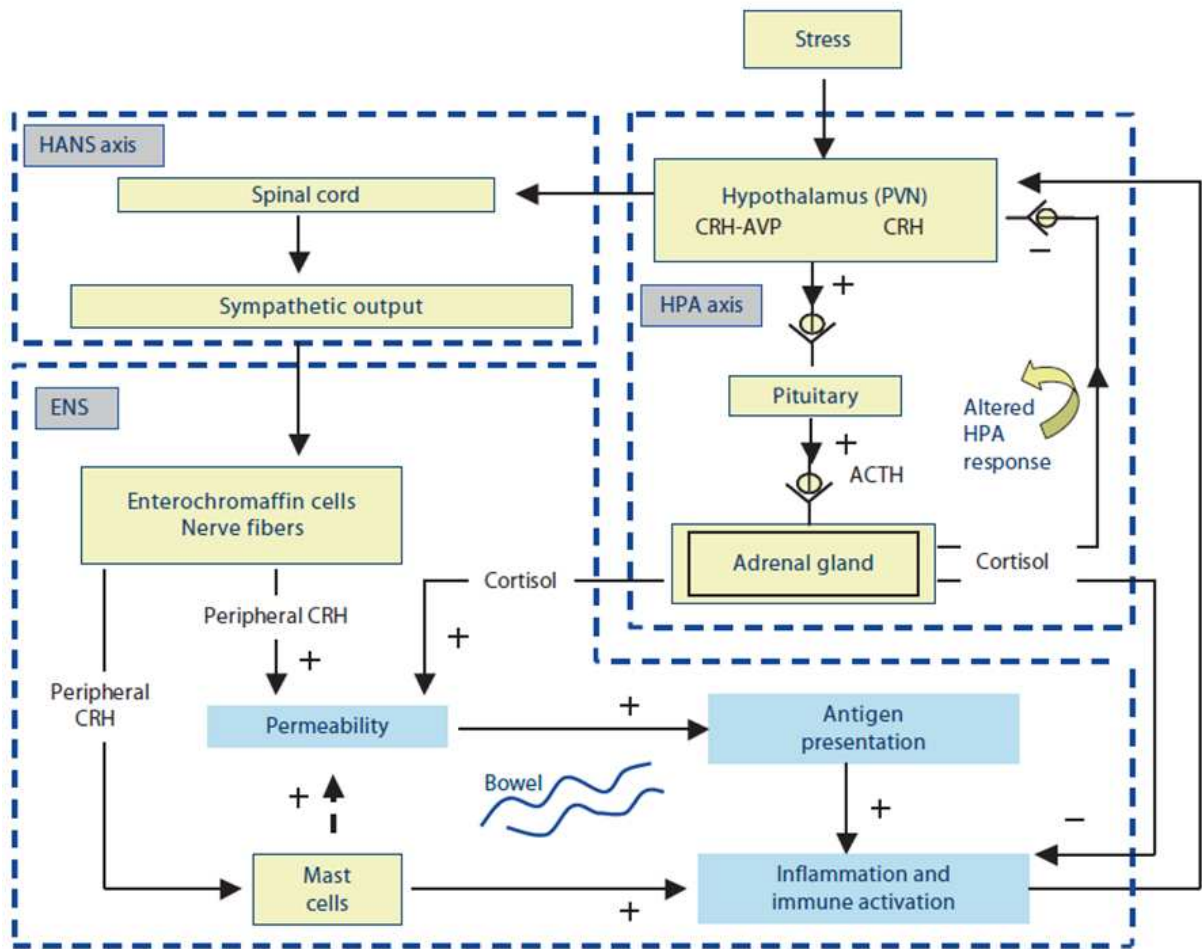 Stress
HANS axis
Spinal cord
Sympathetic output
Hypothalamus (PVN)
CRH-AVP CRH
−
+
HPA axis
Pituitary
+
ACTH
Altered
HPA
response
Adrenal gland
Cortisol
ENS
Enterochromaffin cells
Nerve fibers
Cortisol
Peripheral CRH
+
+
Peripheral
CRH
Permeability
+
Antigen
presentation
Bowel
+
+
−
Mast
cells
+
Inflammation and
immune activation